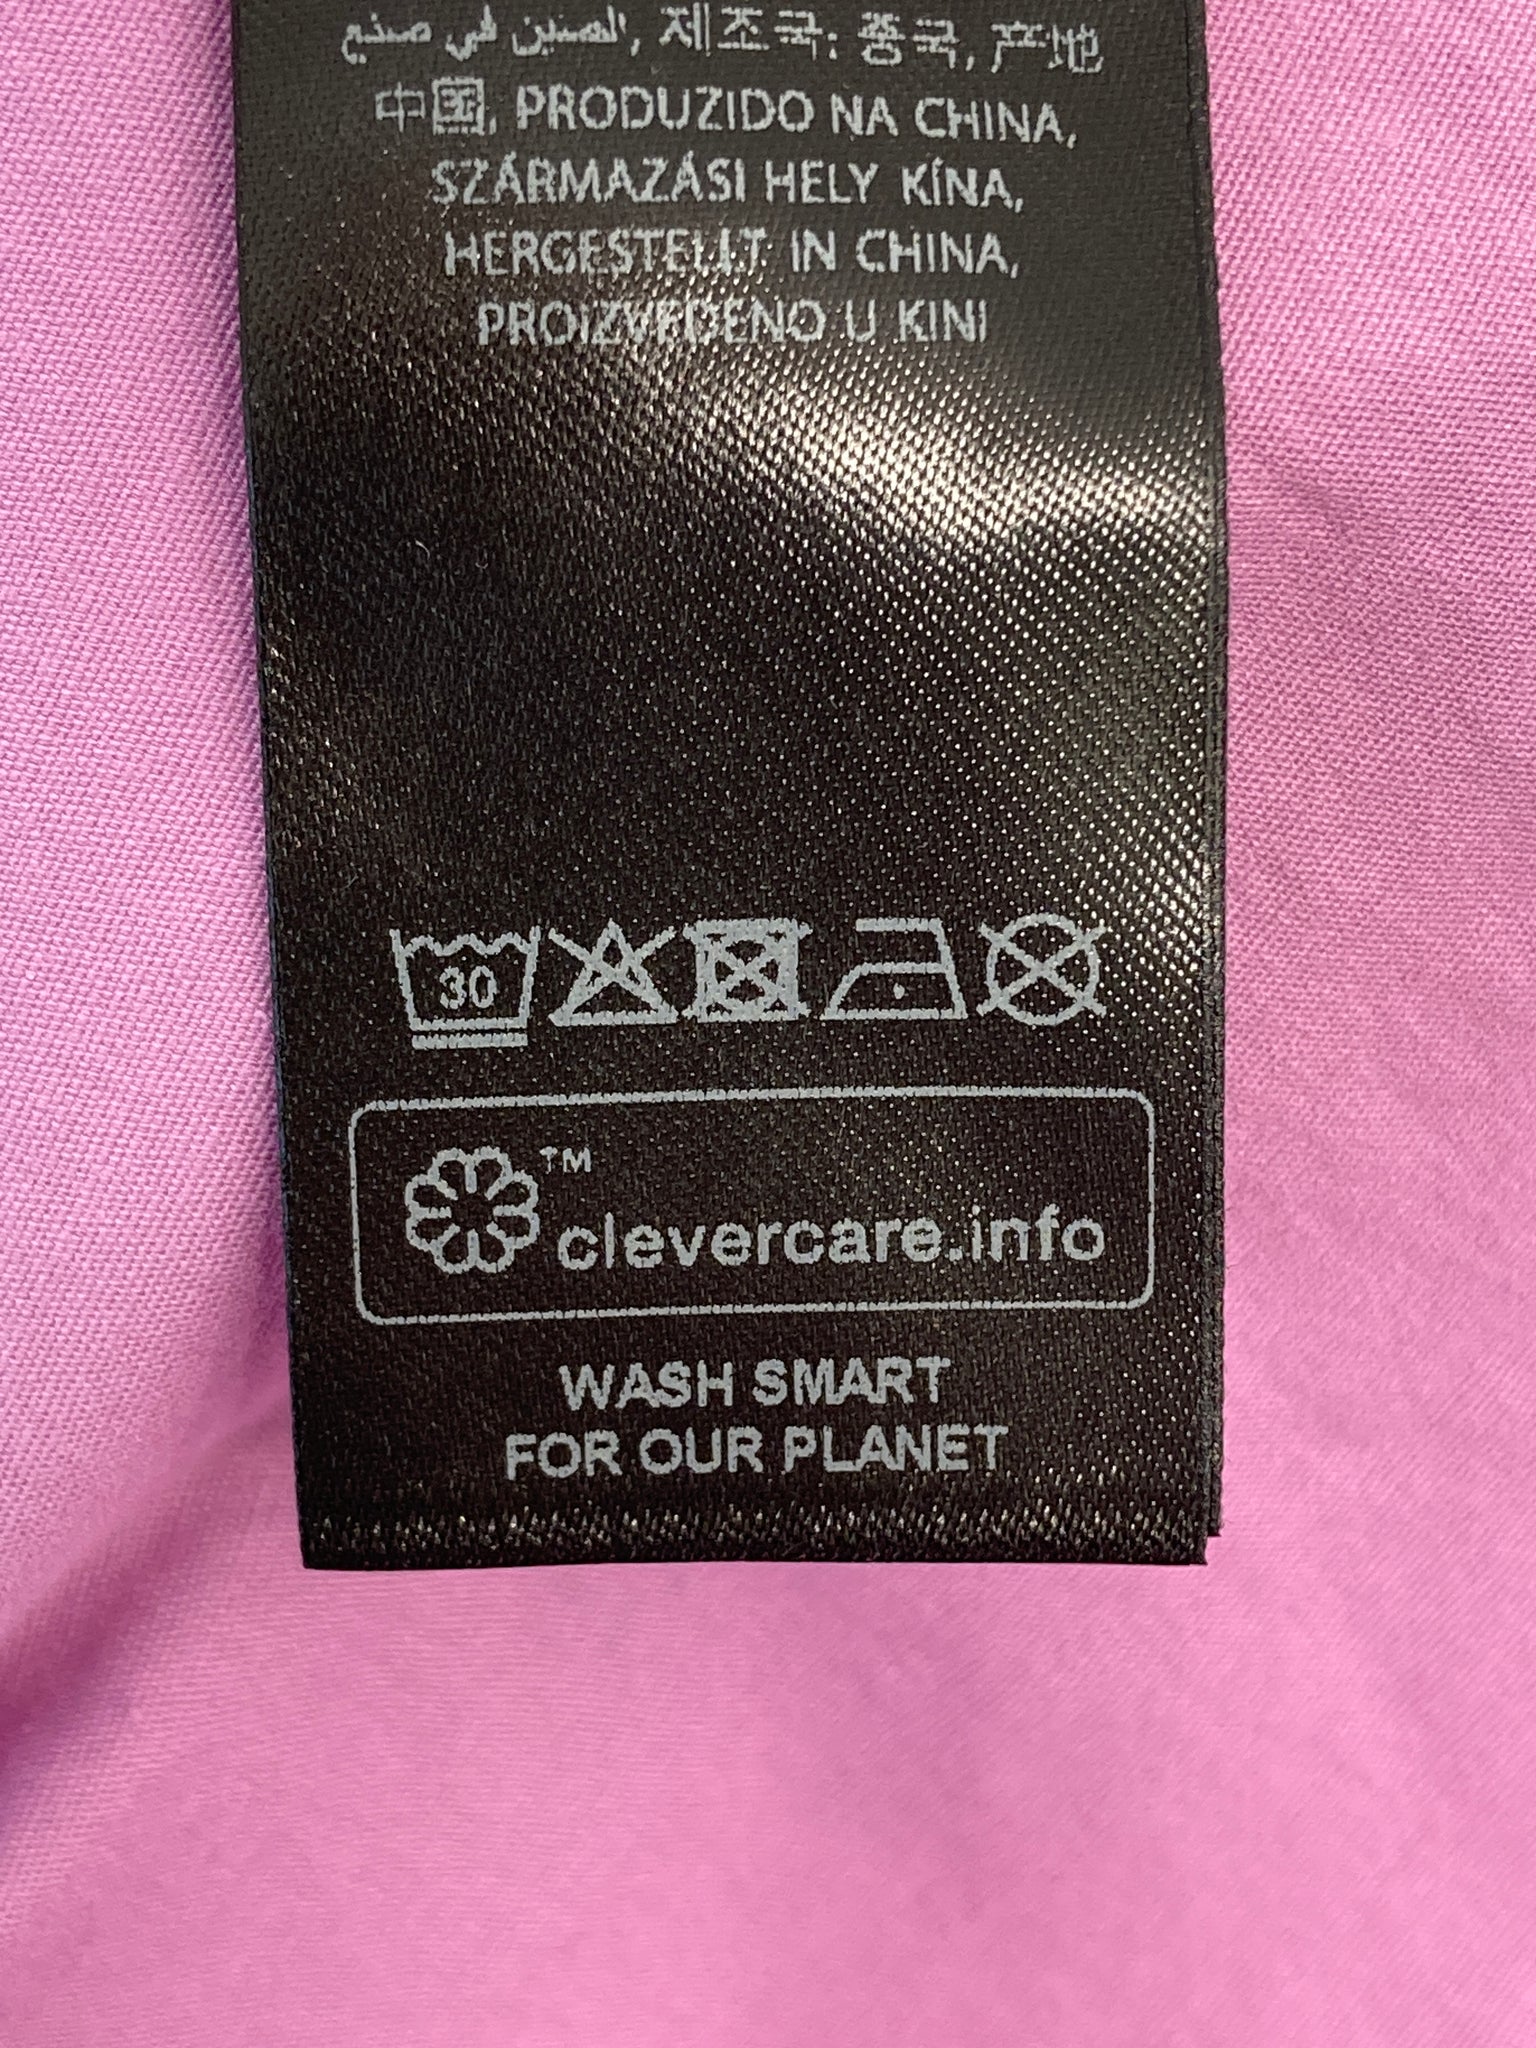 صنع في الصين, 제조국: 중국, 产地
中国, PRODUZIDO NA CHINA,
SZÁRMAZÁSI HELY KÍNA,
HERGESTELLT IN CHINA,
PROIZVEDENO U KINI
30
TM
clevercare.info
WASH SMART
FOR OUR PLANET